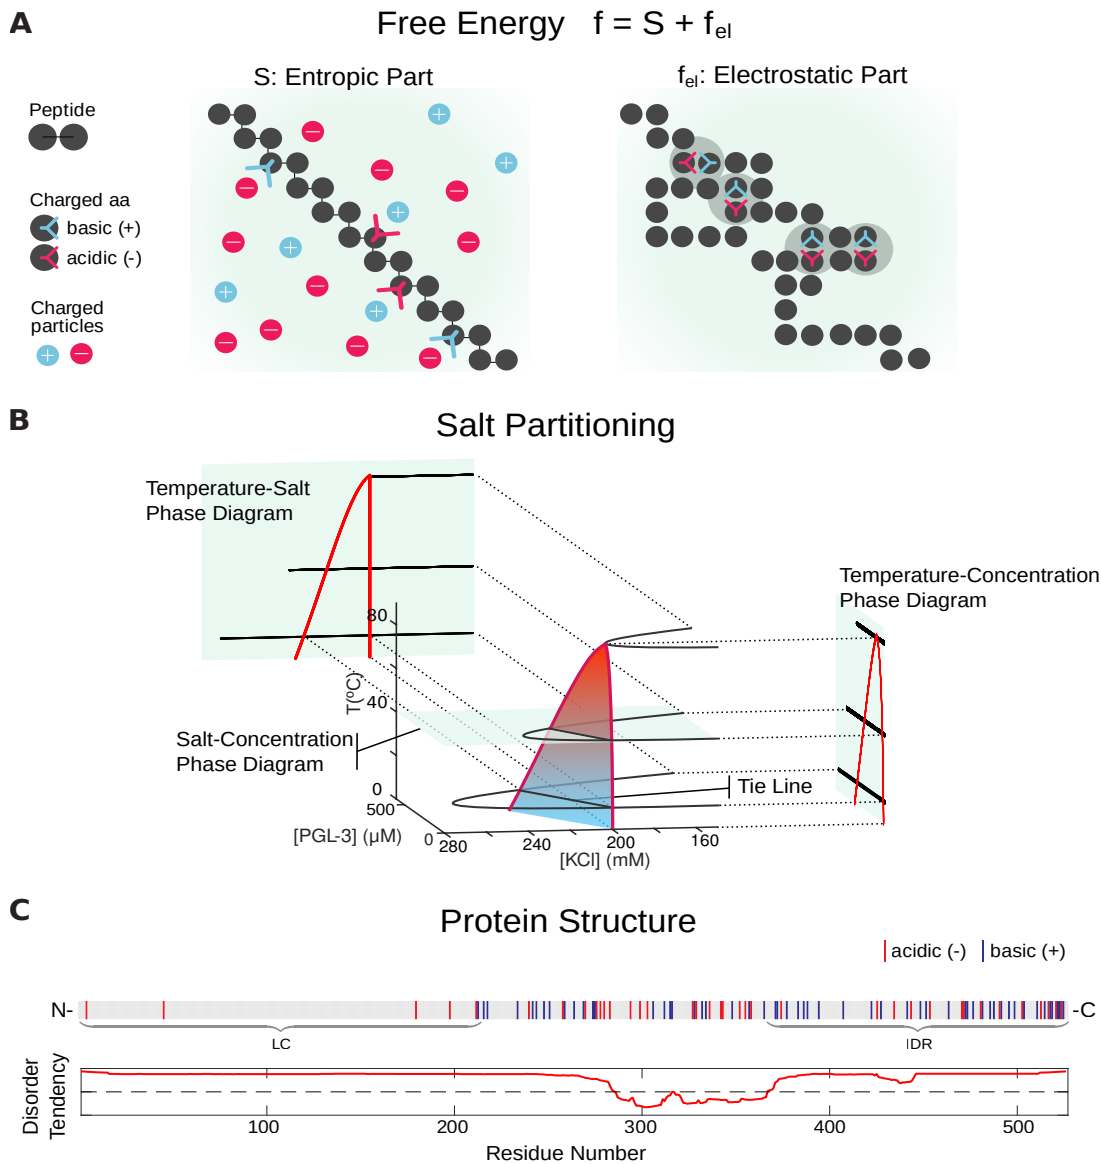 A
Free Energy f = S + fel
S: Entropic Part
fel: Electrostatic Part
Peptide
Charged aa
basic (+)
acidic (-)
Charged
particles
B
Salt Partitioning
Temperature-Salt
Phase Diagram
Temperature-Concentration
Phase Diagram
80
T(ºC)
40
Salt-Concentration
Phase Diagram
0
Tie Line
500
[PGL-3] (μM)
0
280
240
200
160
[KCl] (mM)
C
Protein Structure
acidic (-) basic (+)
N-
-C
LC
IDR
Disorder
Tendency
100 200 300 400 500
Residue Number